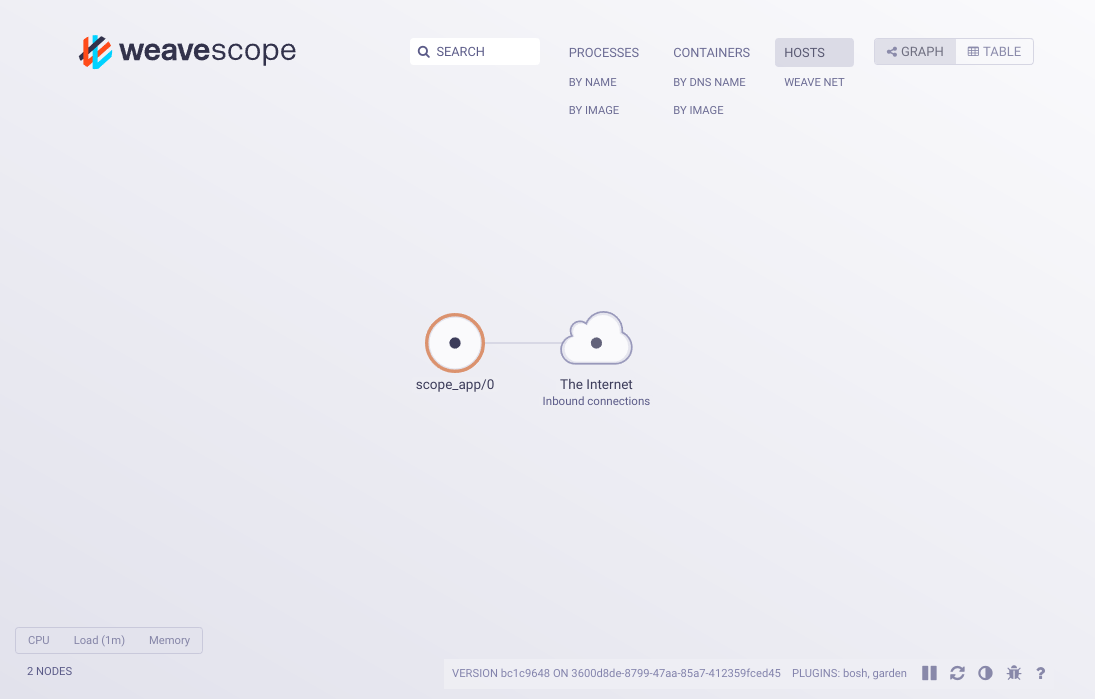 weavescope
SEARCH
PROCESSES CONTAINERS HOSTS
GRAPH TABLE
BY NAME BY DNS NAME WEAVE NET
BY IMAGE BY IMAGE
scope_app/0 The Internet
Inbound connections
CPU Load (1m) Memory
2 NODES
VERSION bc1c9648 ON 3600d8de-8799-47aa-85a7-412359fced45 PLUGINS: bosh, garden ?